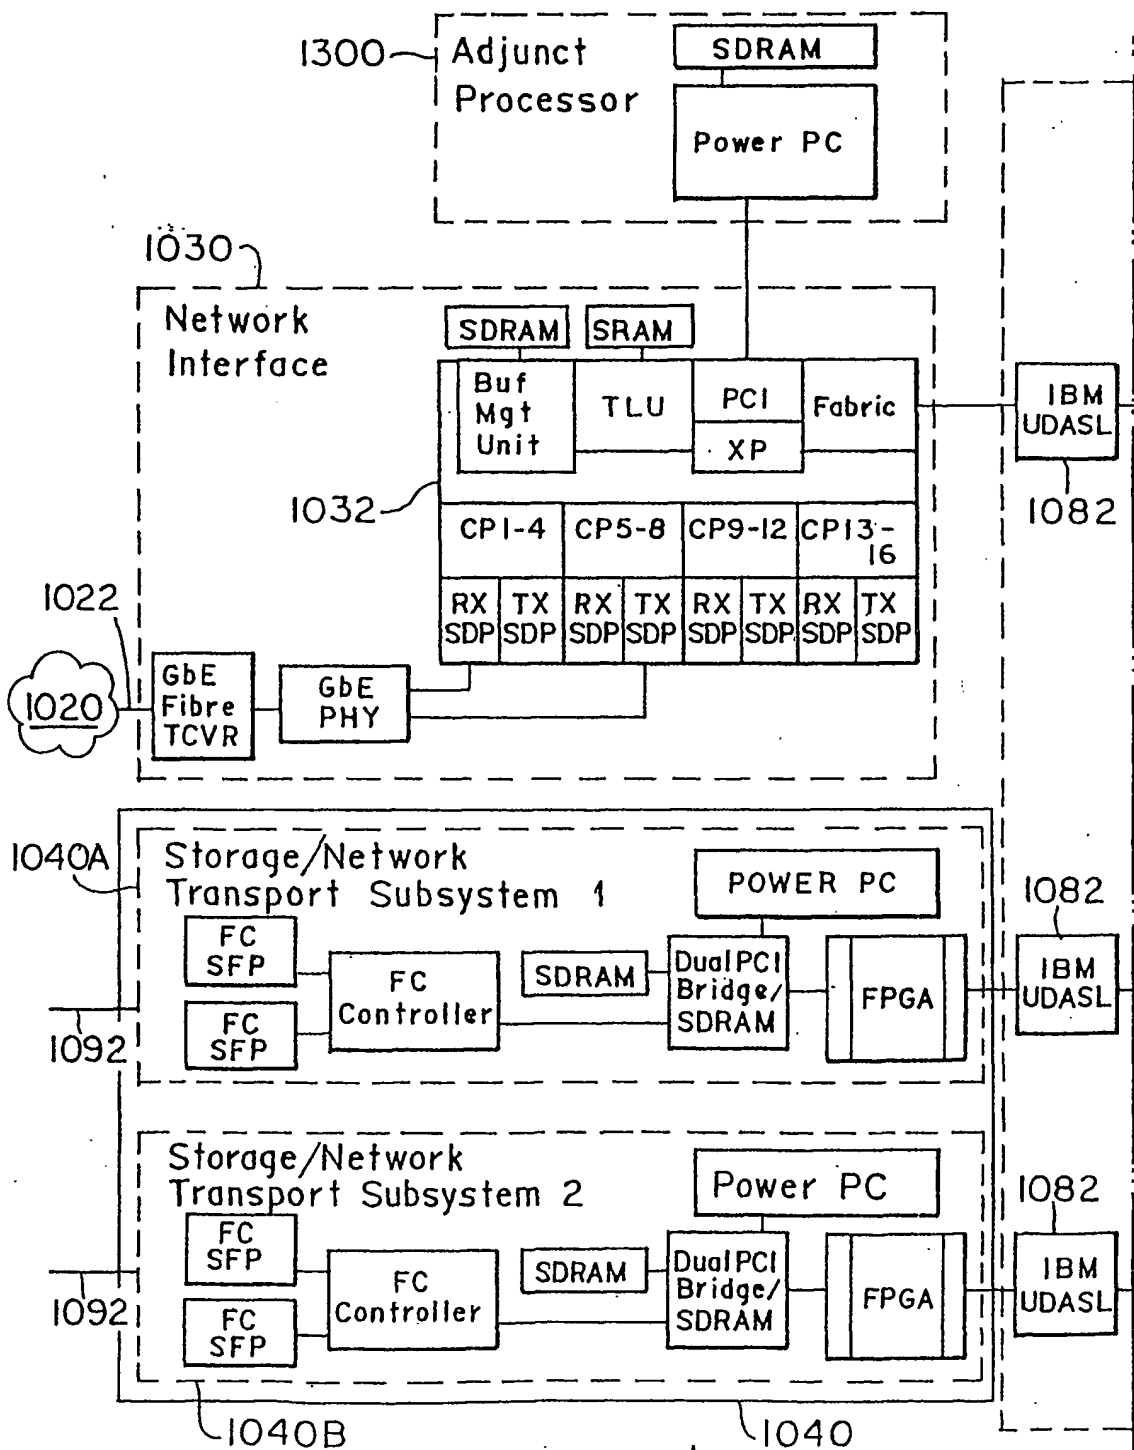 1300
Adjunct
Processor
SDRAM
Power PC
1030
Network
Interface
SDRAM
SRAM
Buf
Mgt
Unit
TLU
PCI
XP
Fabric
IBM
UDASL
1082
1032
CP1-4
CP5-8
CP9-12
CP13-
16
RX
SDP
TX
SDP
RX
SDP
TX
SDP
RX
SDP
TX
SDP
RX
SDP
TX
SDP
1022
1020
GbE
Fibre
TCVR
GbE
PHY
1040A
Storage/Network
Transport Subsystem 1
POWER PC
FC
SFP
FC
SFP
FC
Controller
SDRAM
Dual PCI
Bridge/
SDRAM
FPGA
1082
IBM
UDASL
1092
Storage/Network
Transport Subsystem 2
Power PC
FC
SFP
FC
SFP
FC
Controller
SDRAM
Dual PCI
Bridge/
SDRAM
FPGA
1082
IBM
UDASL
1092
1040B
1040